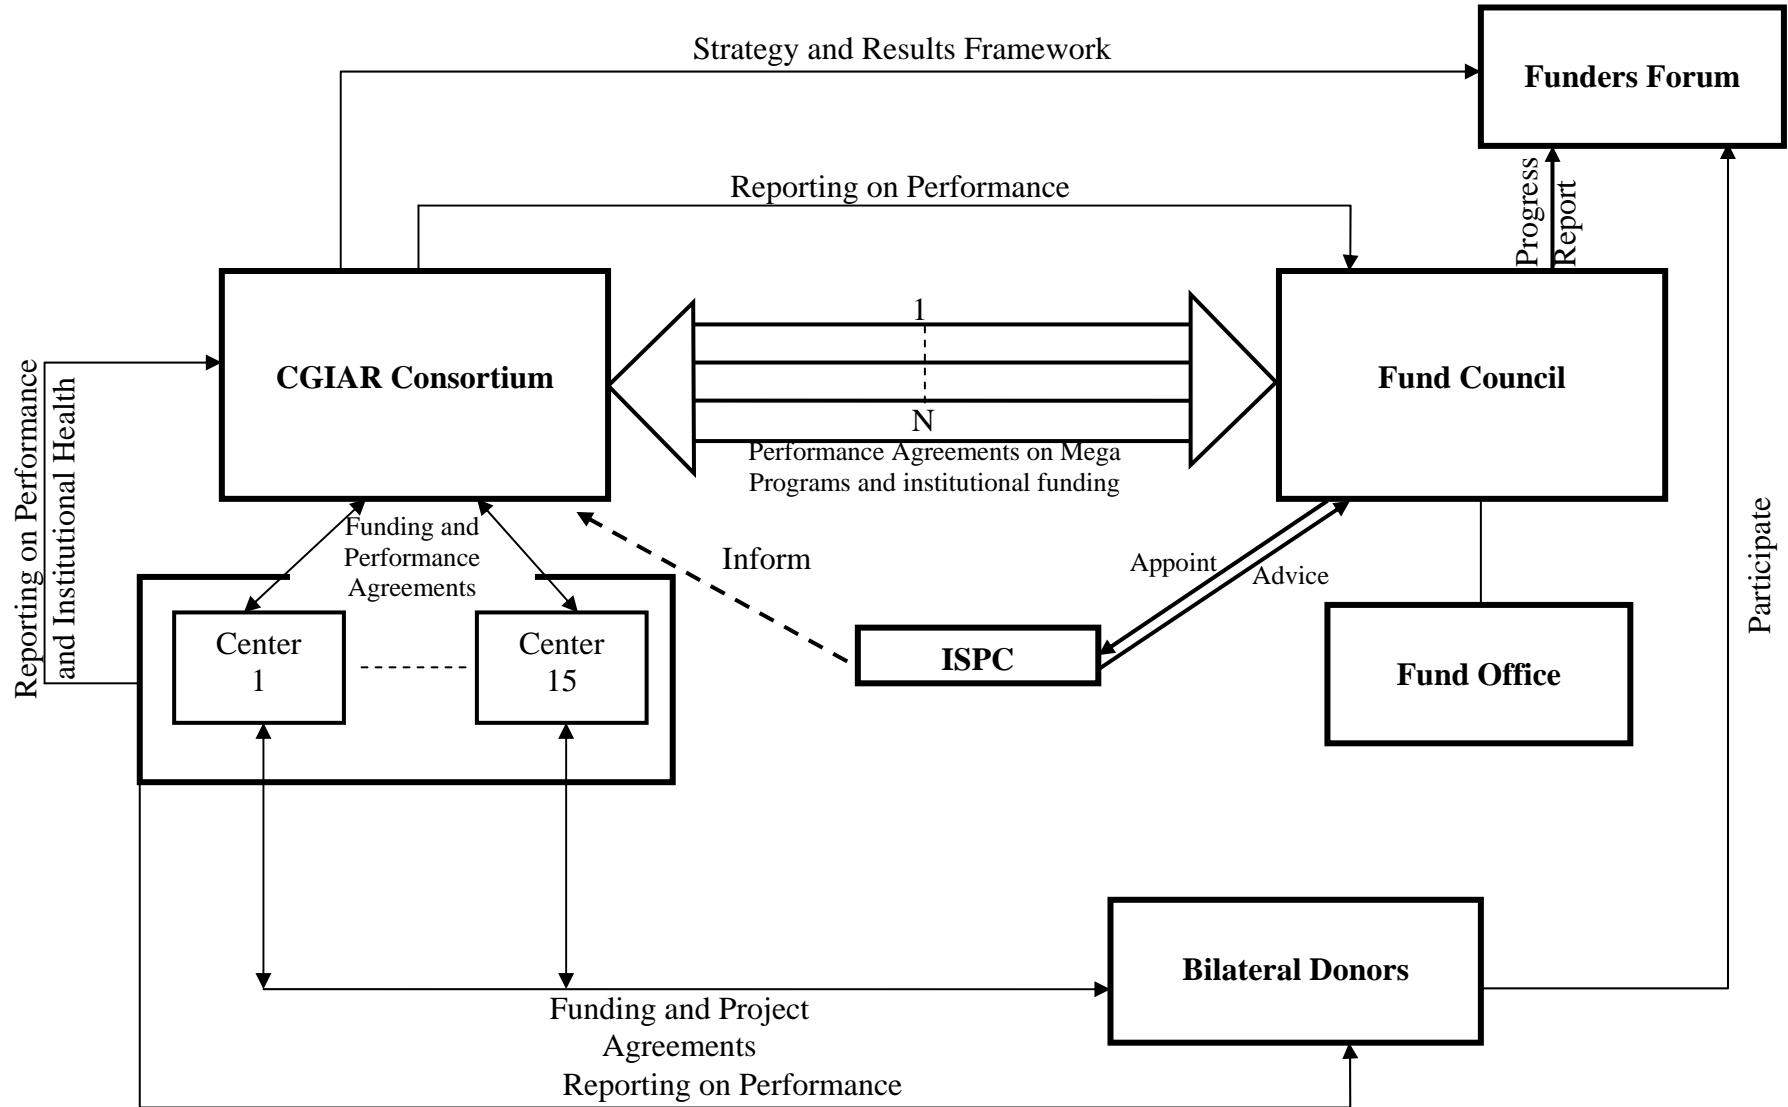 Strategy and Results Framework
Funders Forum
Progress
Report
Reporting on Performance
1
CGIAR Consortium
Fund Council
N
Performance Agreements on Mega
Programs and institutional funding
Reporting on Performance
and Institutional Health
Funding and
Performance
Agreements
Inform
Appoint
Advice
Participate
Center
1
Center
15
ISPC
Fund Office
Bilateral Donors
Funding and Project
Agreements
Reporting on Performance